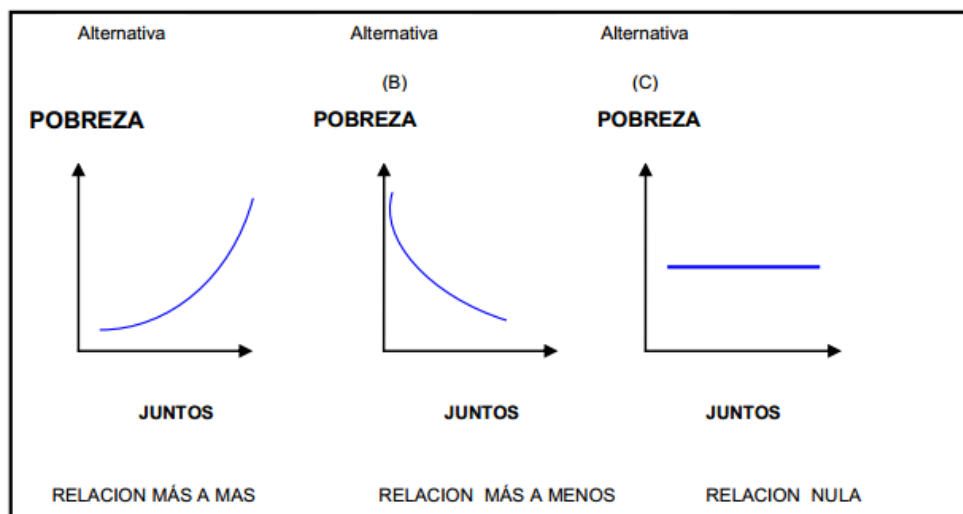 Alternativa Alternativa Alternativa
(B) (C)
POBREZA POBREZA POBREZA
JUNTOS JUNTOS JUNTOS
RELACION MÁS A MAS RELACION MÁS A MENOS RELACION NULA